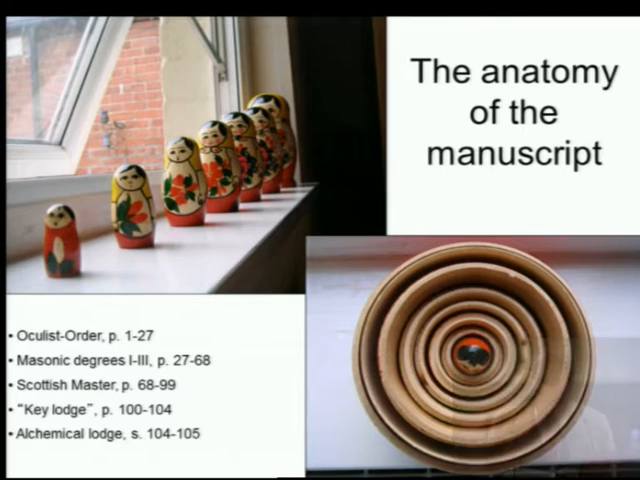 The anatomy
of the
manuscript
• Oculist-Order, p. 1-27
• Masonic degrees I-III, p. 27-68
• Scottish Master, p. 68-99
• “Key lodge”, p. 100-104
• Alchemical lodge, s. 104-105